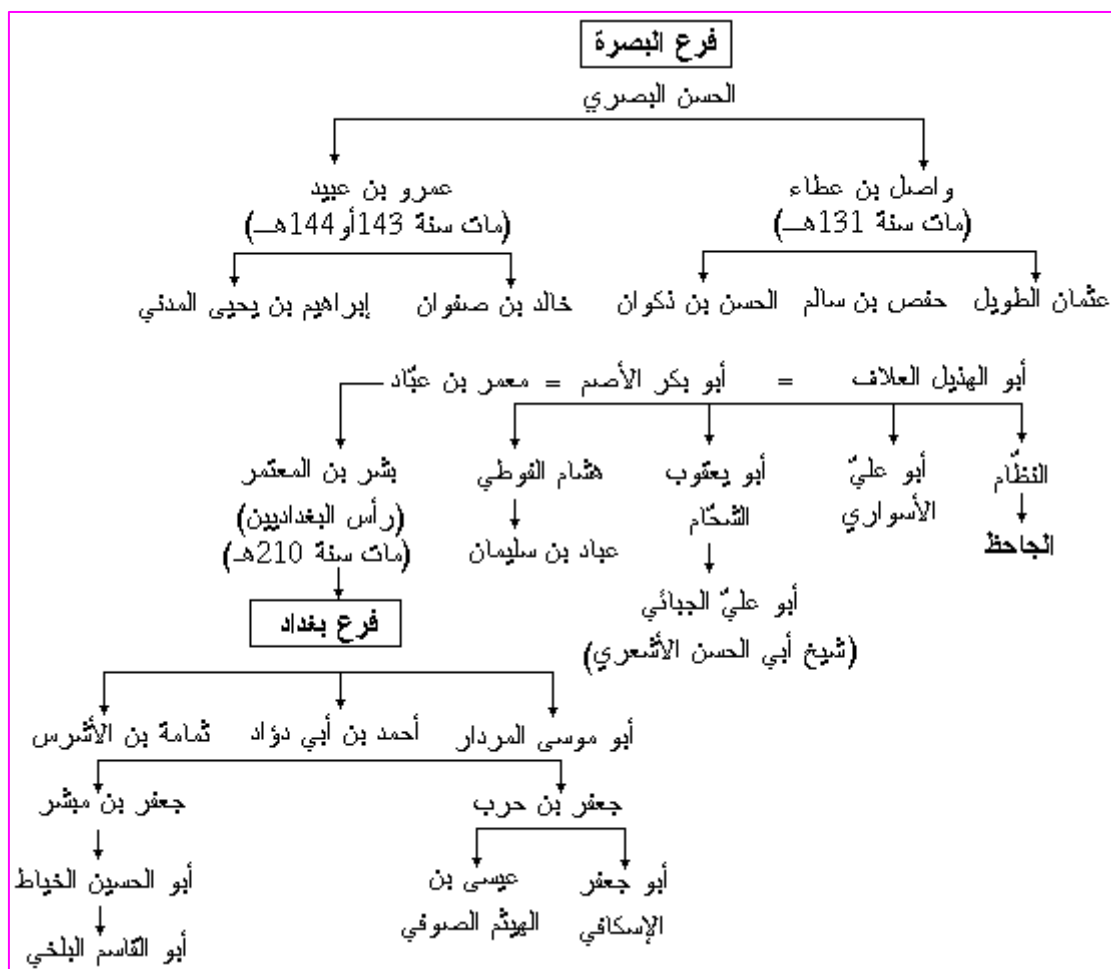 فرع البصرة
الحسن البصري
واصل بن عطاء
(مات سنة 131هـ)
عمرو بن عبيد
(مات سنة 143أو144هـ)
عثمان الطويل
حفص بن سالم
الحسن بن ذكوان
خالد بن صفوان
إبراهيم بن يحيى المدني
أبو الهذيل العلاف = أبو بكر الأصم = معمر بن عبّاد
النظّام
الجاحظ
أبو عليّ
الأسواري
أبو يعقوب
الشحّام
أبو عليّ الجبائي
(شيخ أبي الحسن الأشعري)
هشام الفوطي
عباد بن سليمان
بشر بن المعتمر
(رأس البغداديين)
(مات سنة 210هـ)
فرع بغداد
أبو موسى المردار
أحمد بن أبي دؤاد
ثمامة بن الأشرس
جعفر بن حرب
جعفر بن مبشر
أبو جعفر
الإسكافي
عيسى بن
الهيثم الصوفي
أبو الحسين الخياط
أبو القاسم البلخي